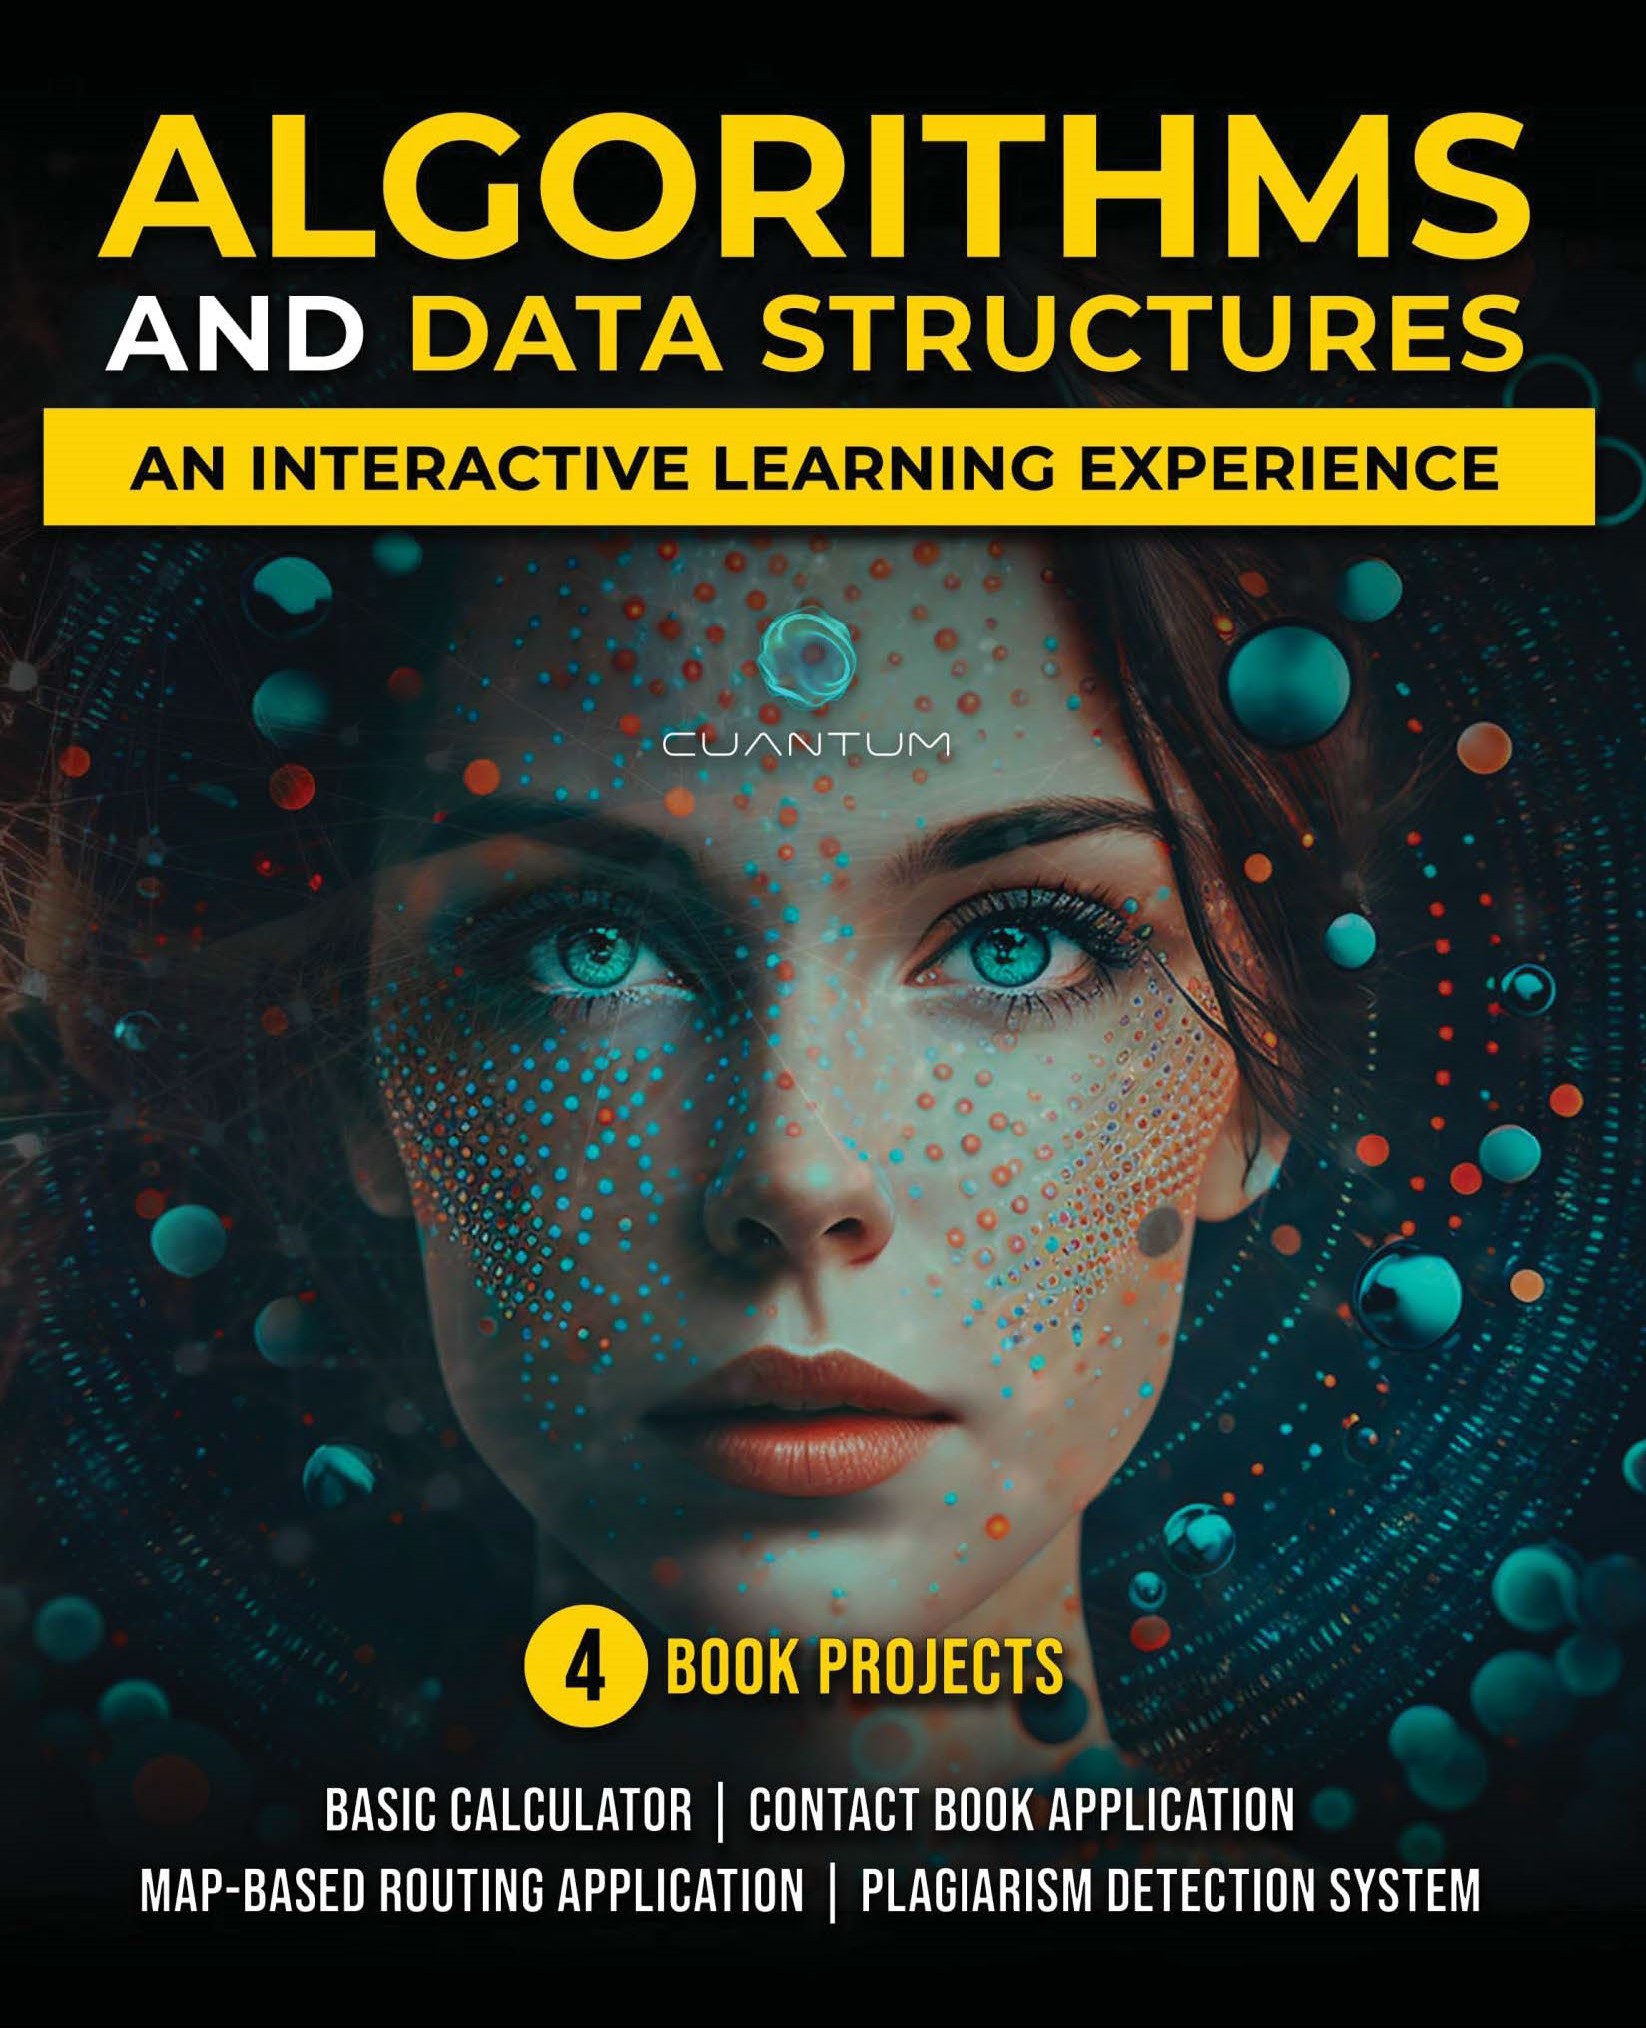 ALGORITHMS
AND DATA STRUCTURES
AN INTERACTIVE LEARNING EXPERIENCE
CUANTUM
4 BOOK PROJECTS
BASIC CALCULATOR | CONTACT BOOK APPLICATION
MAP-BASED ROUTING APPLICATION | PLAGIARISM DETECTION SYSTEM